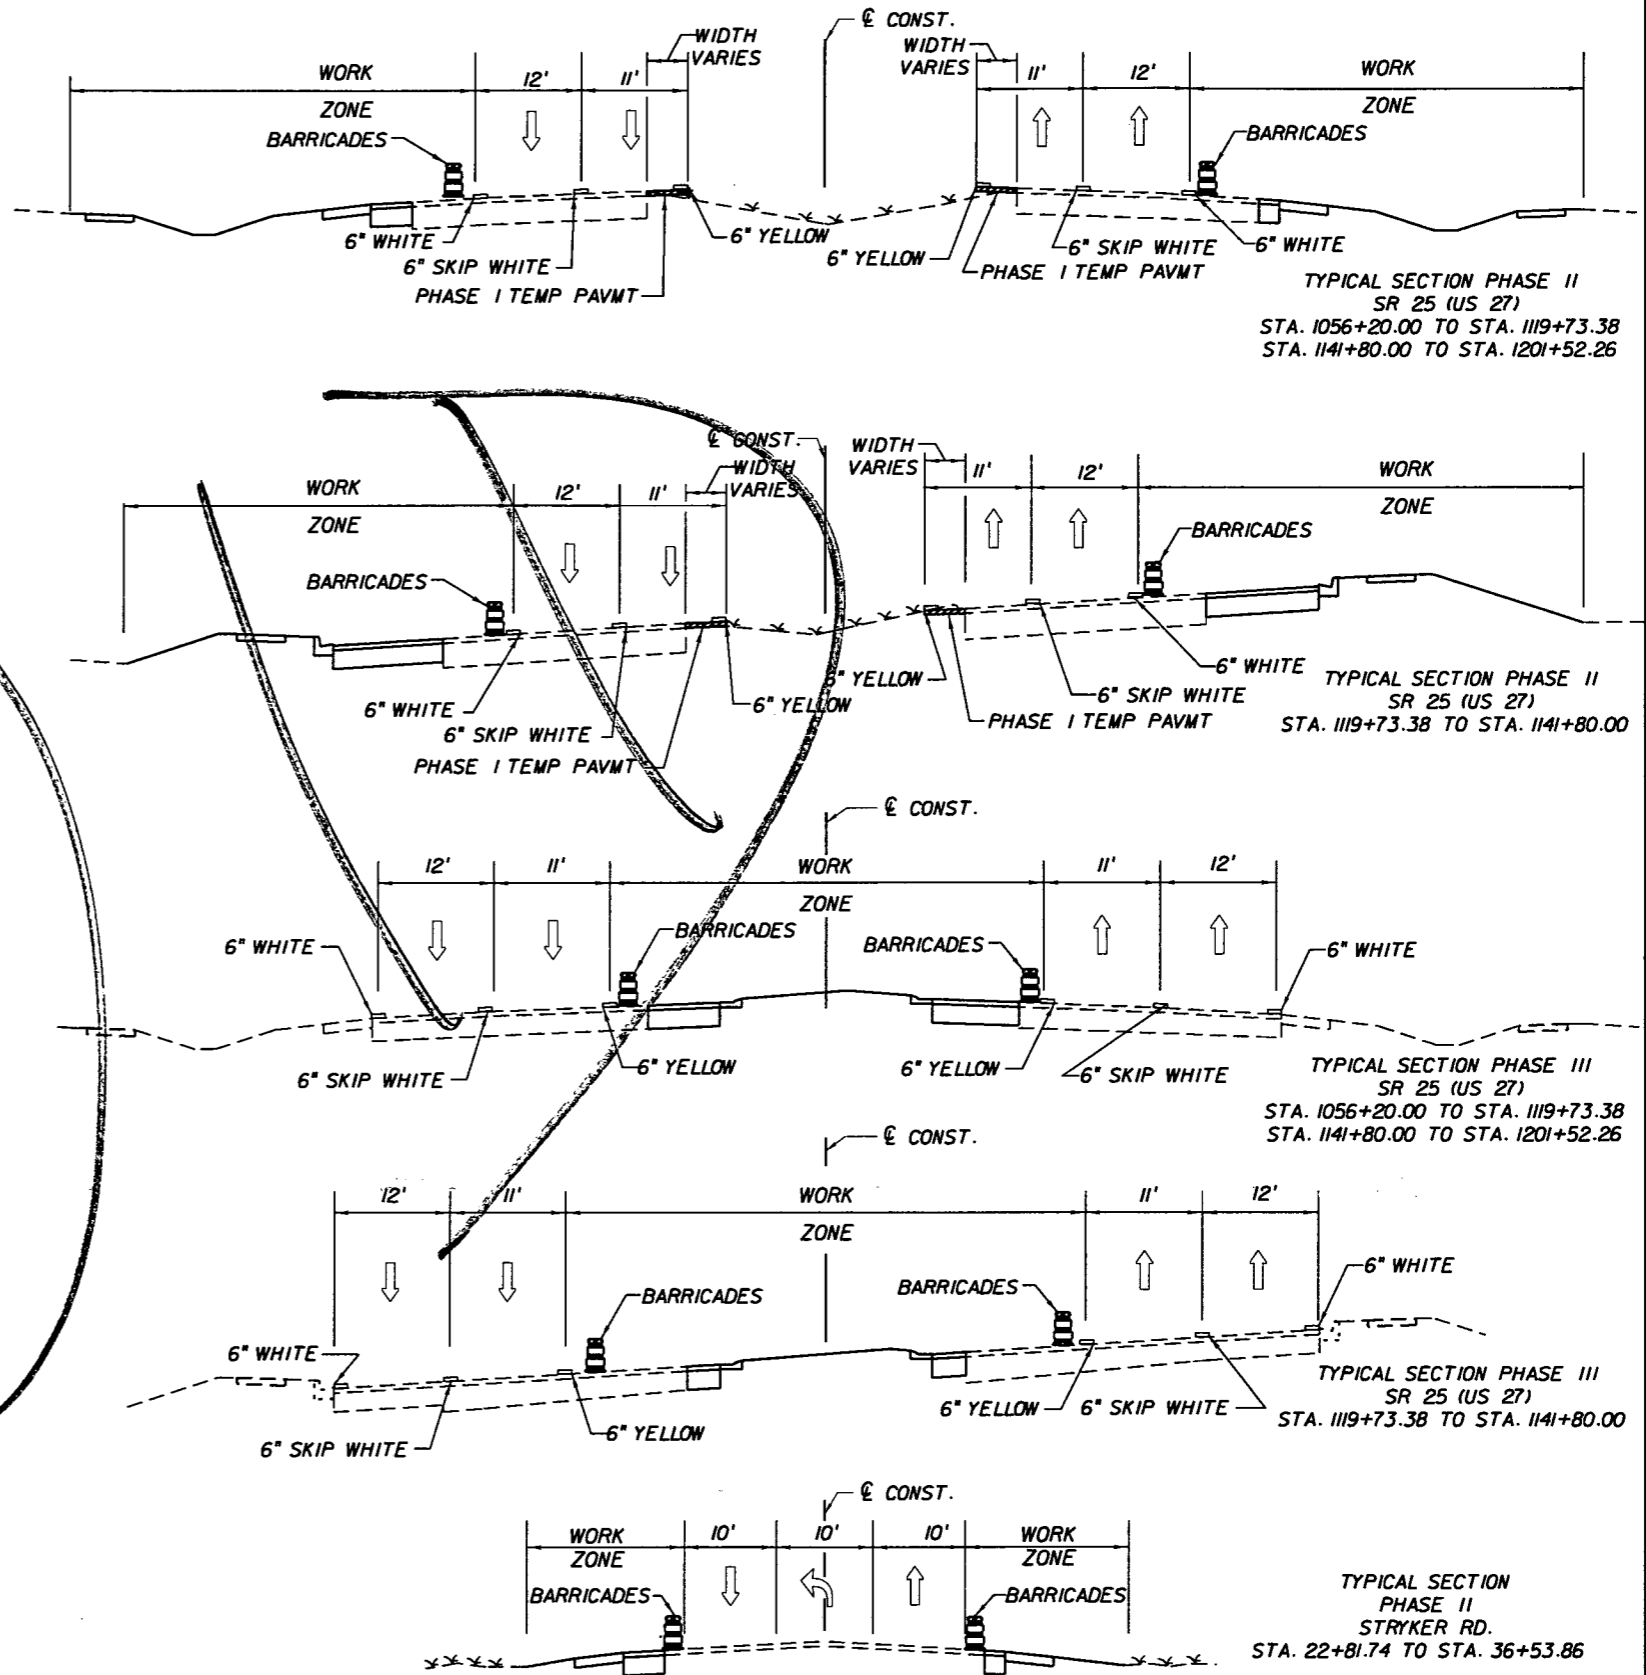 ℄ CONST.
WIDTH VARIES
WIDTH VARIES
WORK ZONE
12'
11'
11'
12'
WORK ZONE
BARRICADES
BARRICADES
6" WHITE
6" SKIP WHITE
PHASE I TEMP PAVMT
6" YELLOW
6" YELLOW
PHASE I TEMP PAVMT
6" SKIP WHITE
6" WHITE
TYPICAL SECTION PHASE II
SR 25 (US 27)
STA. 1056+20.00 TO STA. 1119+73.38
STA. 1141+80.00 TO STA. 1201+52.26
℄ CONST.
WIDTH VARIES
WIDTH VARIES
WORK ZONE
12'
11'
11'
12'
WORK ZONE
BARRICADES
BARRICADES
6" WHITE
6" SKIP WHITE
PHASE I TEMP PAVMT
6" YELLOW
6" YELLOW
PHASE I TEMP PAVMT
6" SKIP WHITE
6" WHITE
TYPICAL SECTION PHASE II
SR 25 (US 27)
STA. 1119+73.38 TO STA. 1141+80.00
℄ CONST.
12'
11'
WORK ZONE
11'
12'
6" WHITE
BARRICADES
BARRICADES
6" WHITE
6" SKIP WHITE
6" YELLOW
6" YELLOW
6" SKIP WHITE
TYPICAL SECTION PHASE III
SR 25 (US 27)
STA. 1056+20.00 TO STA. 1119+73.38
STA. 1141+80.00 TO STA. 1201+52.26
℄ CONST.
12'
11'
WORK ZONE
11'
12'
BARRICADES
BARRICADES
6" WHITE
6" WHITE
6" SKIP WHITE
6" YELLOW
6" YELLOW
6" SKIP WHITE
TYPICAL SECTION PHASE III
SR 25 (US 27)
STA. 1119+73.38 TO STA. 1141+80.00
℄ CONST.
WORK ZONE
10'
10'
10'
WORK ZONE
BARRICADES
BARRICADES
TYPICAL SECTION
PHASE II
STRYKER RD.
STA. 22+81.74 TO STA. 36+53.86